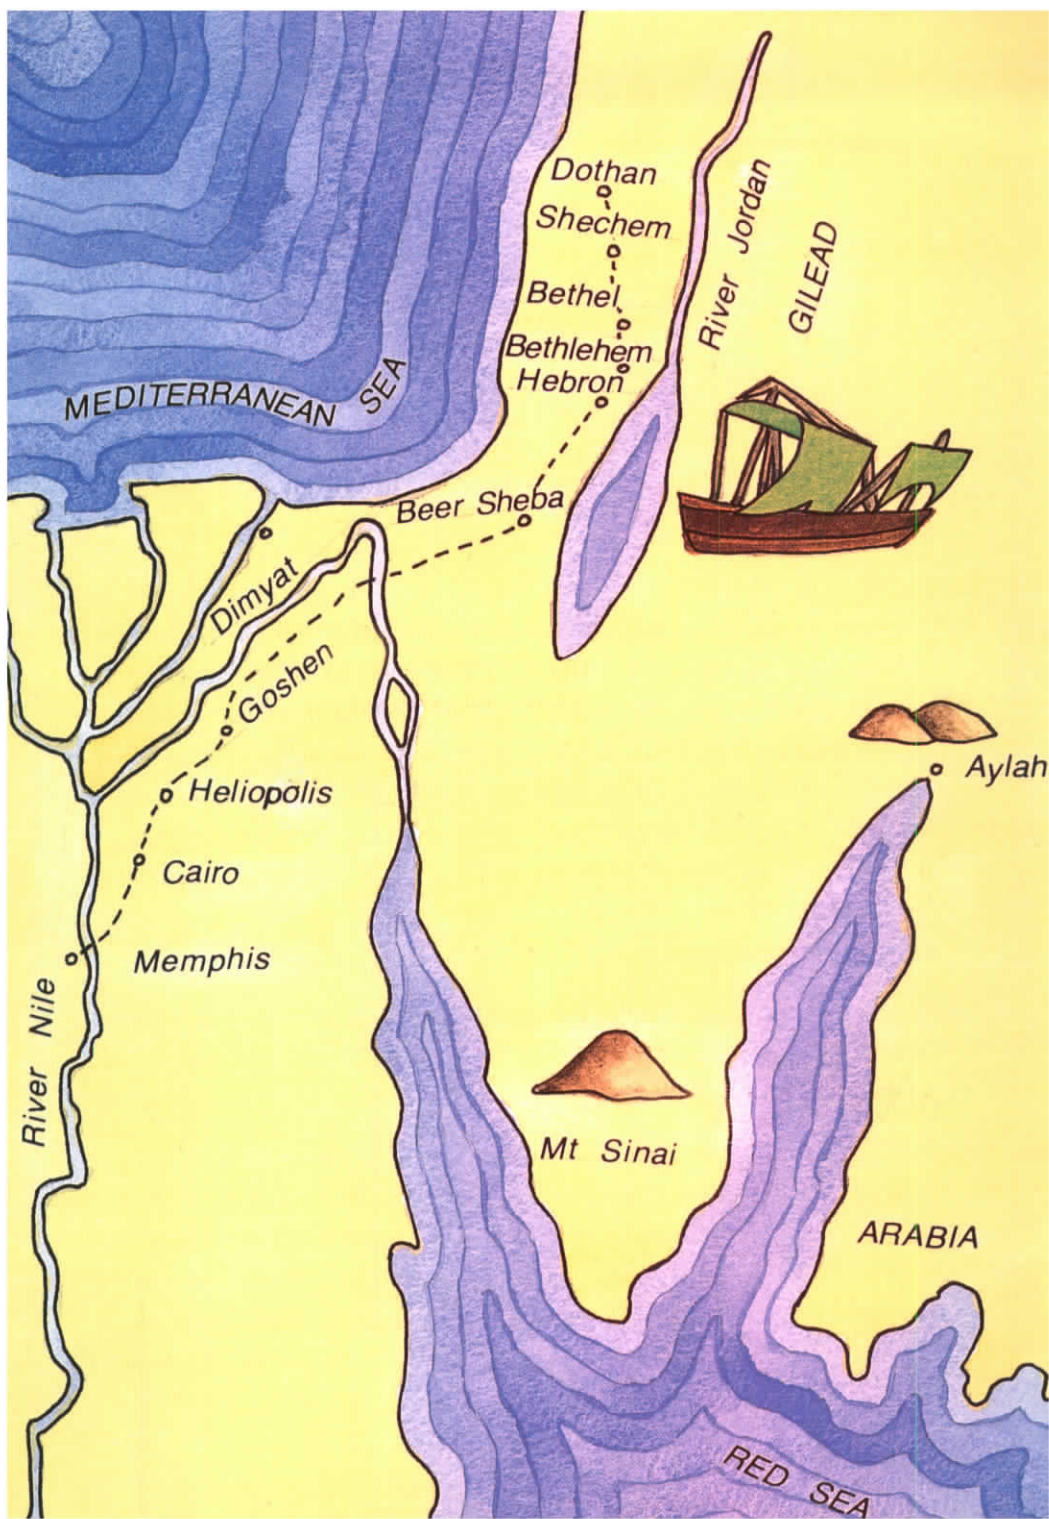 Dothan
River Jordan
Shechem
GILEAD
Bethel
Bethlehem
Hebron
MEDITERRANEAN SEA
Beer Sheba
Dimyat
Goshen
Aylah
Heliopolis
Cairo
Memphis
River Nile
Mt Sinai
ARABIA
RED SEA